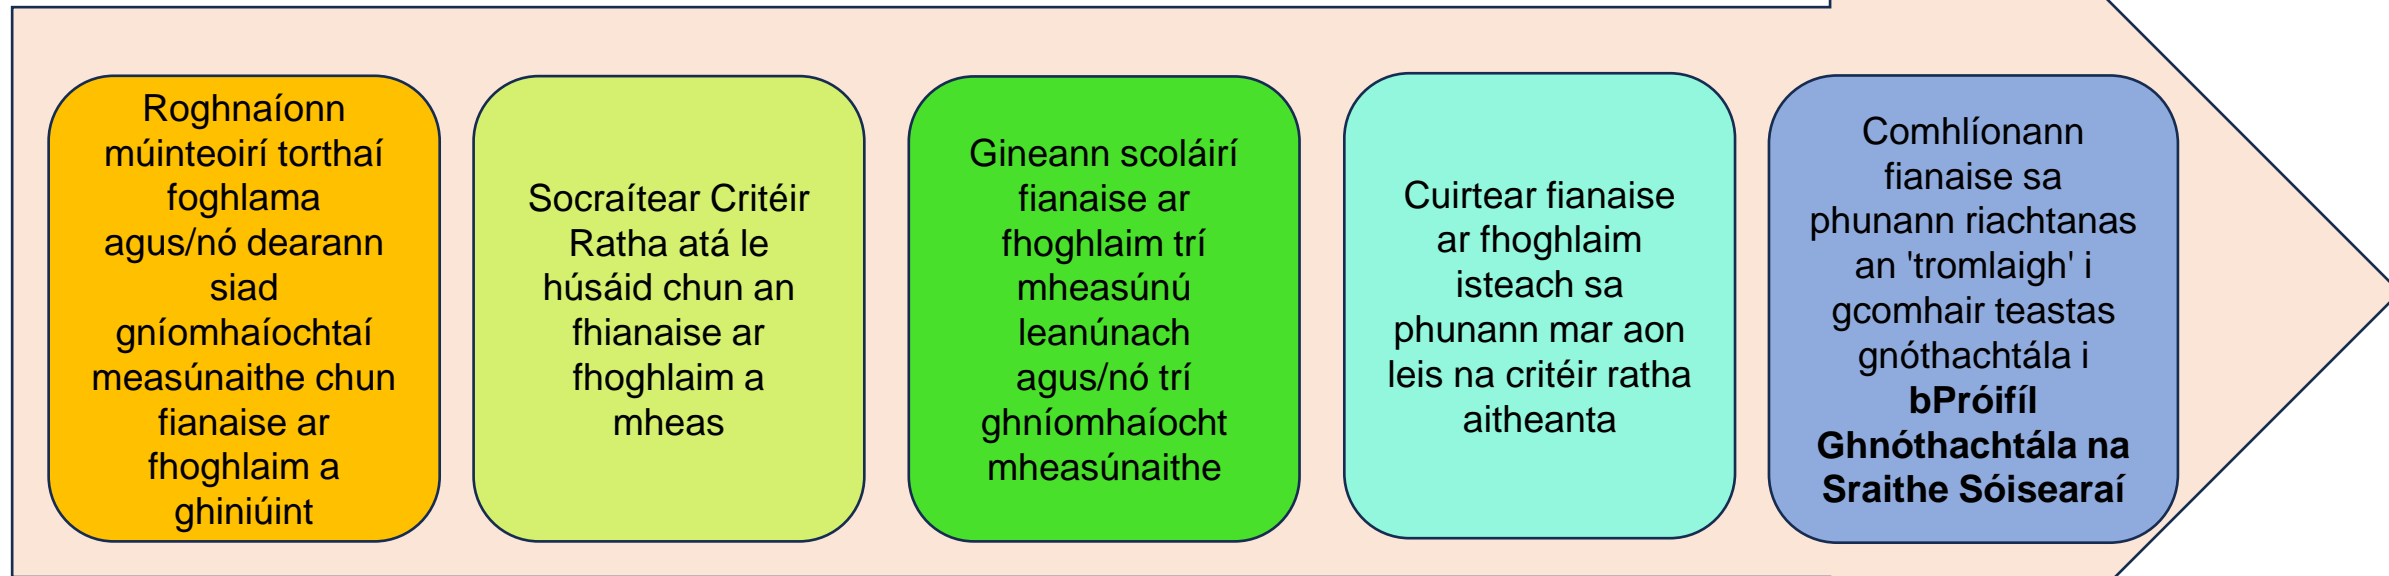 Roghnaíonn
múinteoirí torthaí
foghlama
agus/nó dearann
siad
gníomhaíochtaí
measúnaithe chun
fianaise ar
fhoghlaim a
ghiniúint
Socraítear Critéir
Ratha atá le
húsáid chun an
fhianaise ar
fhoghlaim a
mheas
Gineann scoláirí
fianaise ar
fhoghlaim trí
mheasúnú
leanúnach
agus/nó trí
ghníomhaíocht
mheasúnaithe
Cuirtear fianaise
ar fhoghlaim
isteach sa
phunann mar aon
leis na critéir ratha
aitheanta
Comhlíonann
fianaise sa
phunann riachtanas
an 'tromlaigh' i
gcomhair teastas
gnóthachtála i
bPróifíl
Ghnóthachtála na
Sraithe Sóisearaí